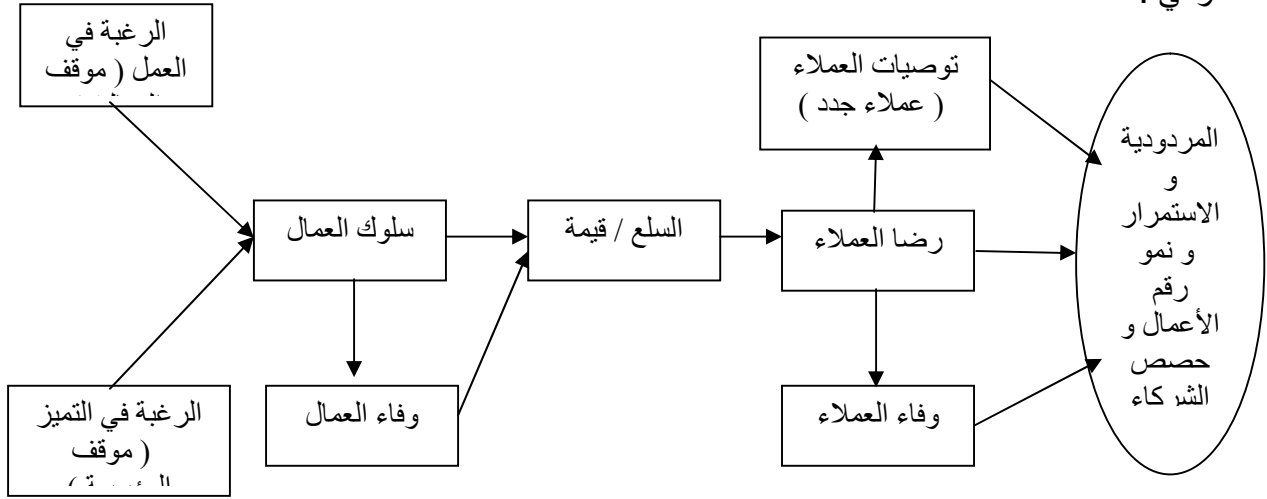 الرغبة في
العمل ( موقف
توصيات العملاء
( عملاء جدد )
سلوك العمال
السلع / قيمة
رضا العملاء
المردودية
و
الاستمرار
و نمو
رقم
الأعمال و
حصص
الشركاء
الرغبة في التميز
( موقف
وفاء العمال
وفاء العملاء